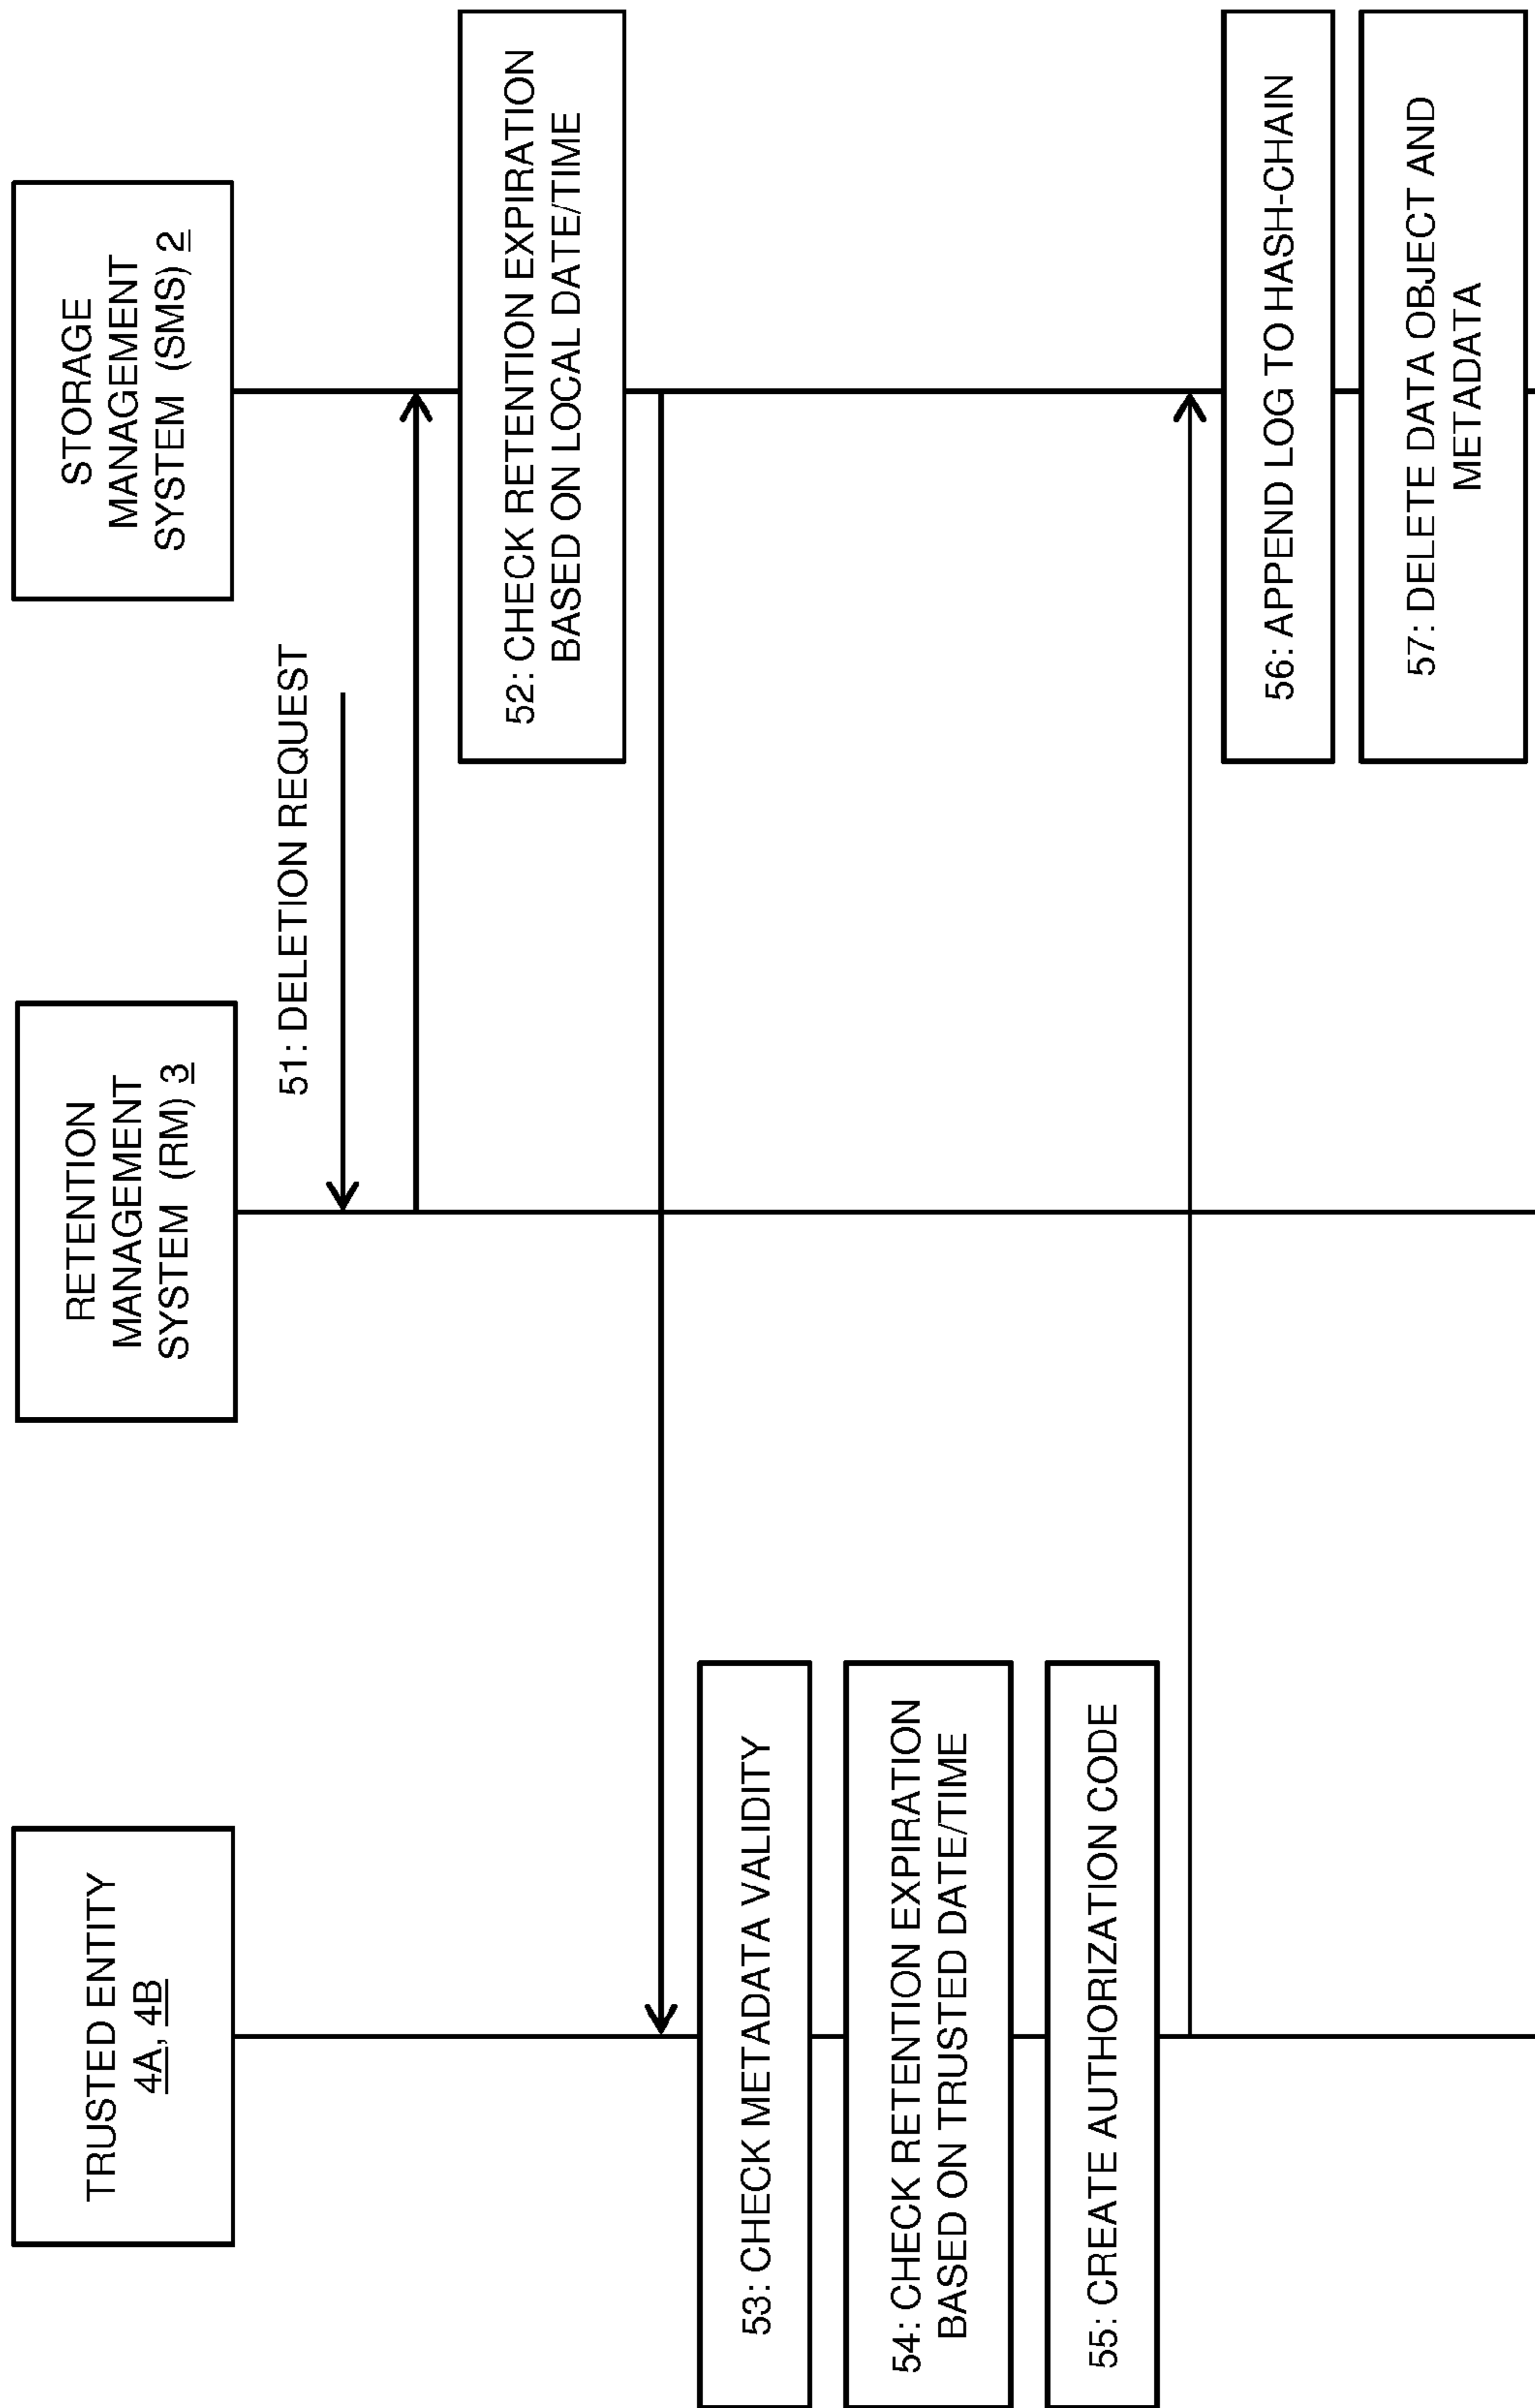 TRUSTED ENTITY
4A, 4B
RETENTION
MANAGEMENT
SYSTEM (RM) 3
STORAGE
MANAGEMENT
SYSTEM (SMS) 2
51: DELETION REQUEST
52: CHECK RETENTION EXPIRATION
BASED ON LOCAL DATE/TIME
53: CHECK METADATA VALIDITY
54: CHECK RETENTION EXPIRATION
BASED ON TRUSTED DATE/TIME
55: CREATE AUTHORIZATION CODE
56: APPEND LOG TO HASH-CHAIN
57: DELETE DATA OBJECT AND
METADATA